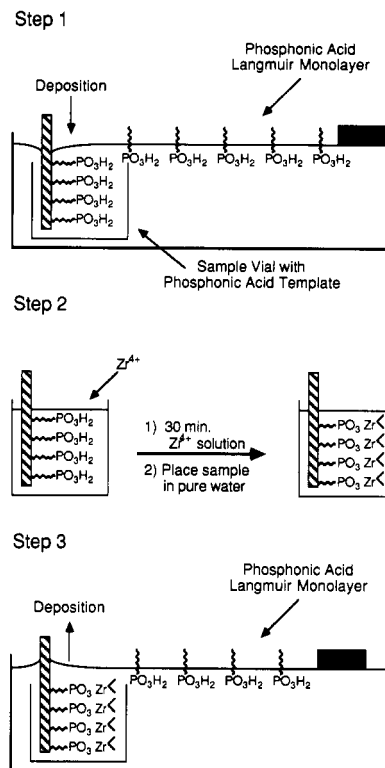 Step 1
Phosphonic Acid
Langmuir Monolayer
Deposition
PO3H2 PO3H2 PO3H2 PO3H2 PO3H2
PO3H2
PO3H2
PO3H2
PO3H2
Sample Vial with
Phosphonic Acid Template
Step 2
Zr4+
PO3H2
PO3H2
PO3H2
PO3H2
1) 30 min.
Zr4+ solution
2) Place sample
in pure water
PO3 Zr
PO3 Zr
PO3 Zr
PO3 Zr
Step 3
Phosphonic Acid
Langmuir Monolayer
Deposition
PO3H2 PO3H2 PO3H2 PO3H2
PO3 Zr
PO3 Zr
PO3 Zr
PO3 Zr